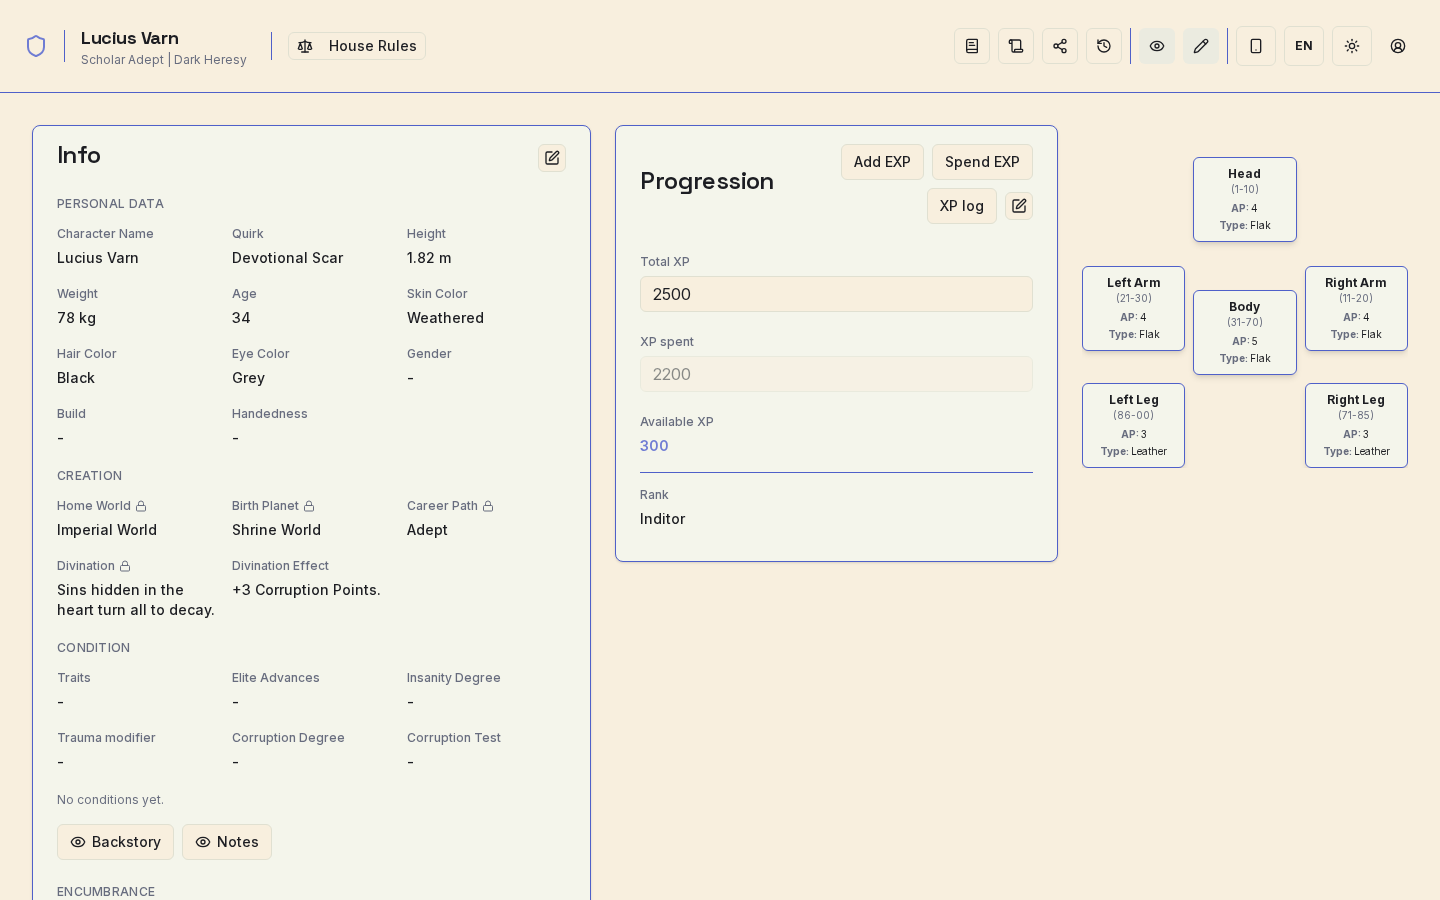 Lucius Varn
Scholar Adept | Dark Heresy
House Rules
EN
Info
PERSONAL DATA
Character Name
Quirk
Height
Lucius Varn
Devotional Scar
1.82 m
Weight
Age
Skin Color
78 kg
34
Weathered
Hair Color
Eye Color
Gender
Black
Grey
-
Build
Handedness
-
-
CREATION
Home World
Birth Planet
Career Path
Imperial World
Shrine World
Adept
Divination
Divination Effect
Sins hidden in the
heart turn all to decay.
+3 Corruption Points.
CONDITION
Traits
Elite Advances
Insanity Degree
-
-
-
Trauma modifier
Corruption Degree
Corruption Test
-
-
-
No conditions yet.
Backstory
Notes
ENCUMBRANCE
Progression
Add EXP
Spend EXP
XP log
Total XP
2500
XP spent
2200
Available XP
300
Rank
Inditor
Head
(1-10)
AP: 4
Type: Flak
Left Arm
(21-30)
AP: 4
Type: Flak
Body
(31-70)
AP: 5
Type: Flak
Right Arm
(11-20)
AP: 4
Type: Flak
Left Leg
(86-00)
AP: 3
Type: Leather
Right Leg
(71-85)
AP: 3
Type: Leather